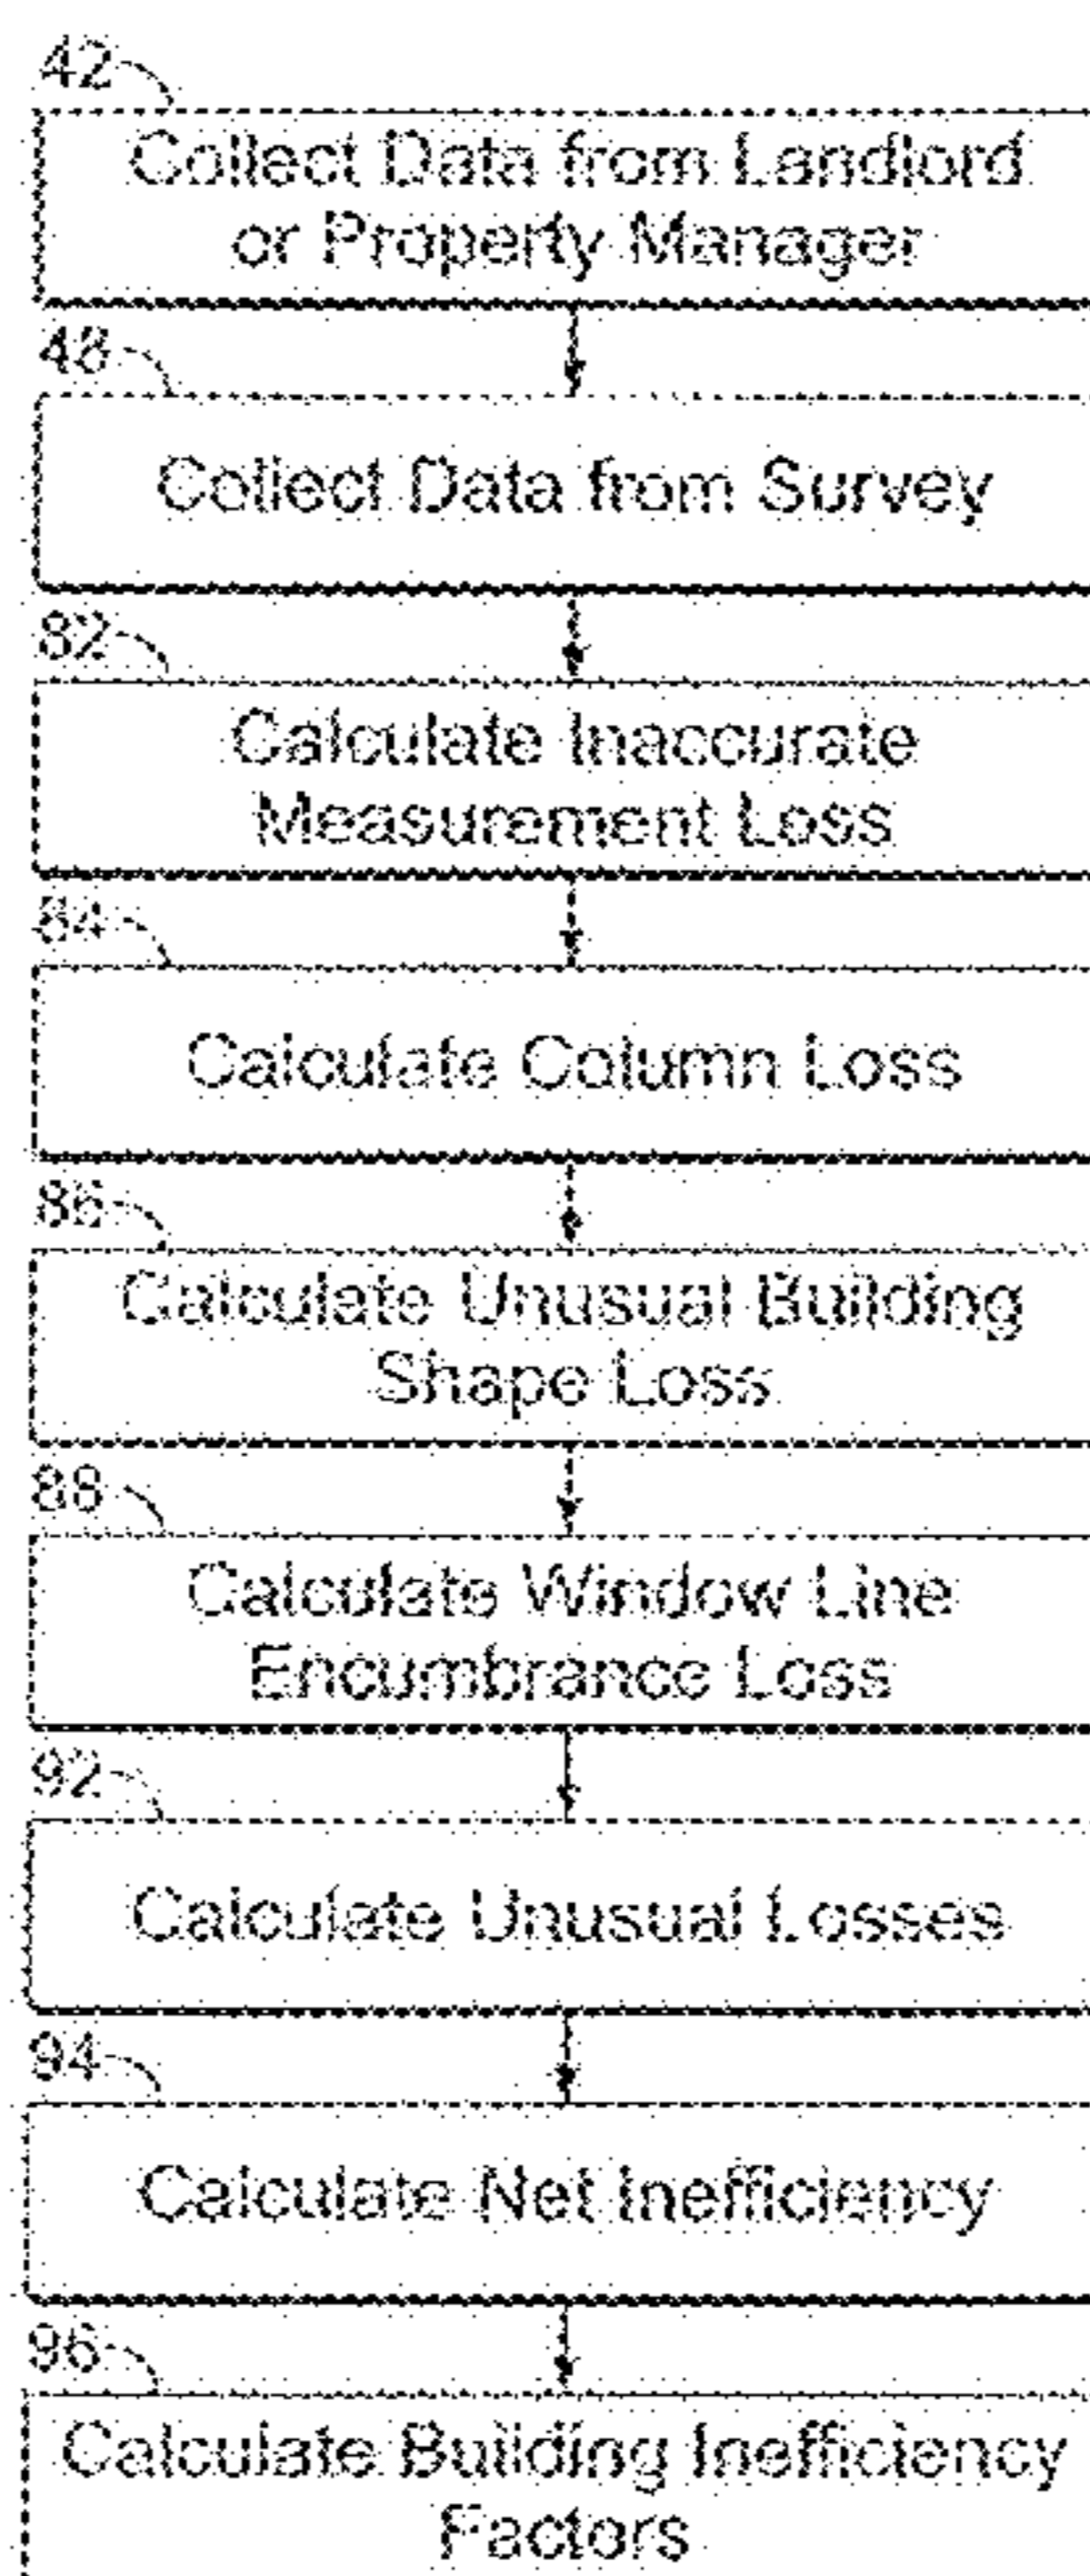 42
Collect Data from Landlord
or Property Manager
48
Collect Data from Survey
82
Calculate Inaccurate
Measurement Loss
84
Calculate Column Loss
86
Calculate Unusual Building
Shape Loss
88
Calculate Window Line
Encumbrance Loss
92
Calculate Unusual Losses
94
Calculate Net Inefficiency
96
Calculate Building Inefficiency
Factors